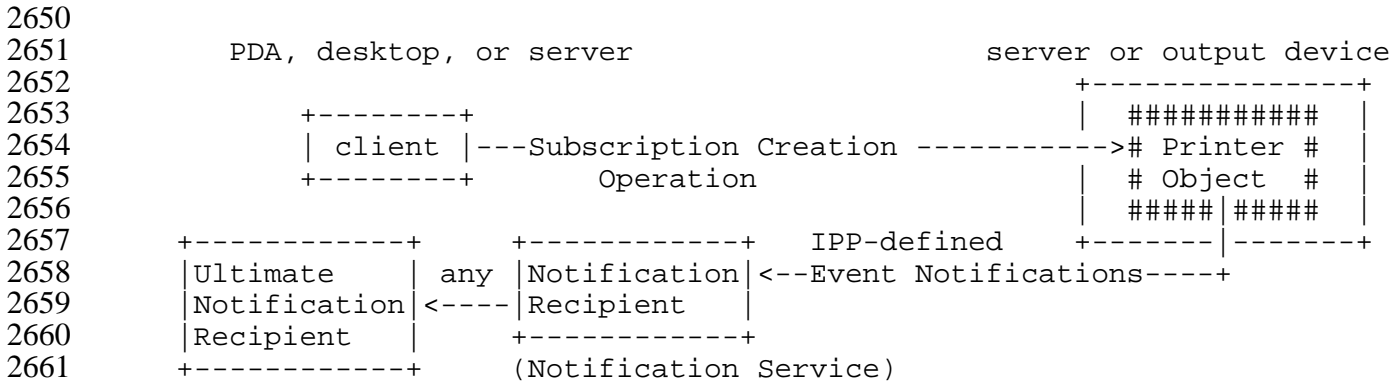 2650
2651 PDA, desktop, or server server or output device
2652 +---------------+
2653 +--------+ | ########### |
2654 | client |---Subscription Creation -----------># Printer # |
2655 +--------+ Operation | # Object # |
2656 | #####|##### |
2657 +------------+ +------------+ IPP-defined +-------|-------+
2658 |Ultimate | any |Notification|<--Event Notifications----+
2659 |Notification|<----|Recipient |
2660 |Recipient | +------------+
2661 +------------+ (Notification Service)